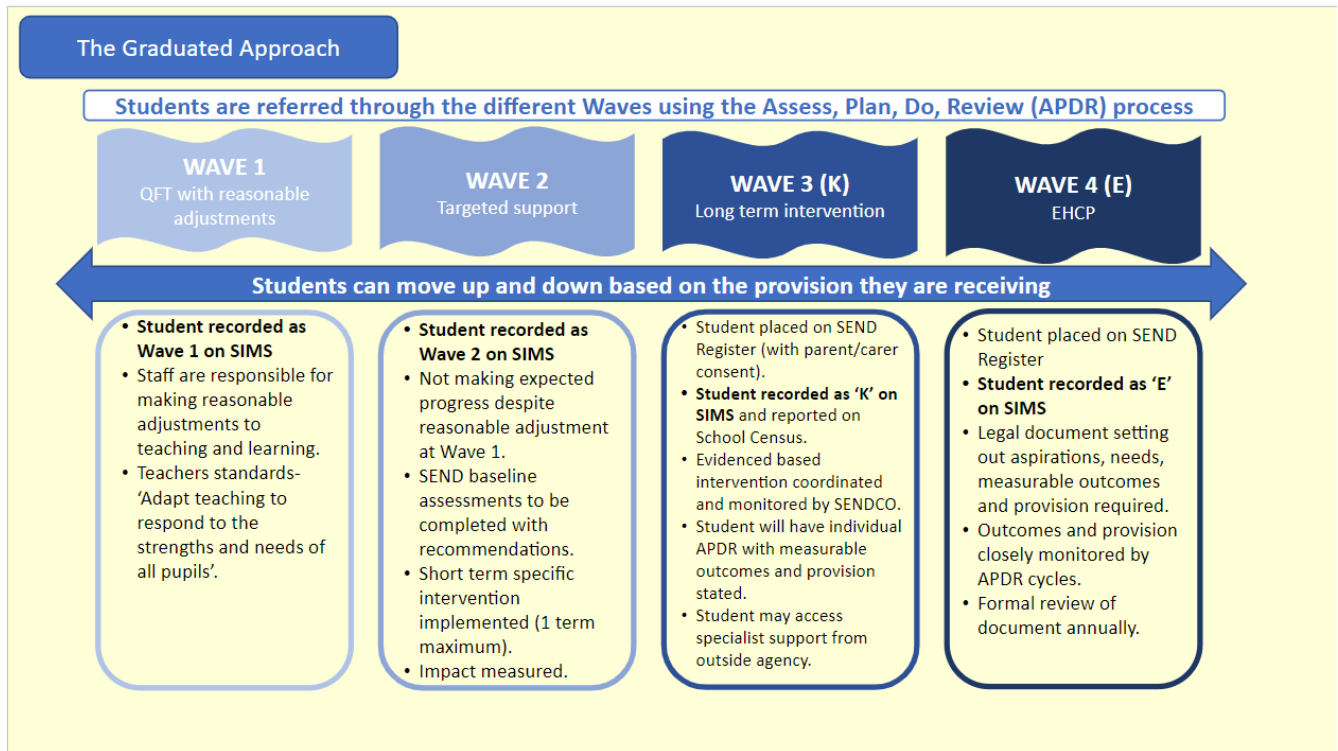 The Graduated Approach
Students are referred through the different Waves using the Assess, Plan, Do, Review (APDR) process
WAVE 1
QFT with reasonable
adjustments
WAVE 2
Targeted support
WAVE 3 (K)
Long term intervention
WAVE 4 (E)
EHCP
Students can move up and down based on the provision they are receiving
• Student recorded as
Wave 1 on SIMS
• Staff are responsible for
making reasonable
adjustments to
teaching and learning.
• Teachers standards-
‘Adapt teaching to
respond to the
strengths and needs of
all pupils’.
• Student recorded as
Wave 2 on SIMS
• Not making expected
progress despite
reasonable adjustment
at Wave 1.
• SEND baseline
assessments to be
completed with
recommendations.
• Short term specific
intervention
implemented (1 term
maximum).
• Impact measured.
• Student placed on SEND
Register (with parent/carer
consent).
• Student recorded as ‘K’ on
SIMS and reported on
School Census.
• Evidenced based
intervention coordinated
and monitored by SENDCO.
• Student will have individual
APDR with measurable
outcomes and provision
stated.
• Student may access
specialist support from
outside agency.
• Student placed on SEND
Register
• Student recorded as ‘E’
on SIMS
• Legal document setting
out aspirations, needs,
measurable outcomes
and provision required.
• Outcomes and provision
closely monitored by
APDR cycles.
• Formal review of
document annually.